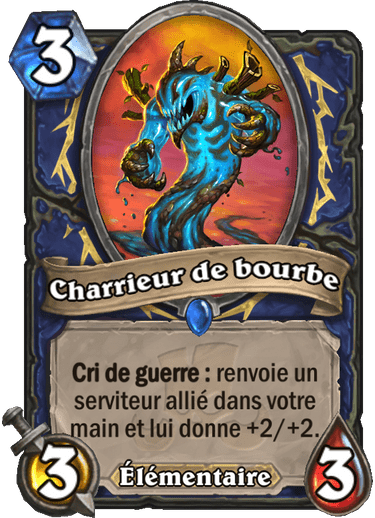 3
Charrieur de bourbe
Cri de guerre : renvoie un
serviteur allié dans votre
main et lui donne +2/+2.
3
Élémentaire
3